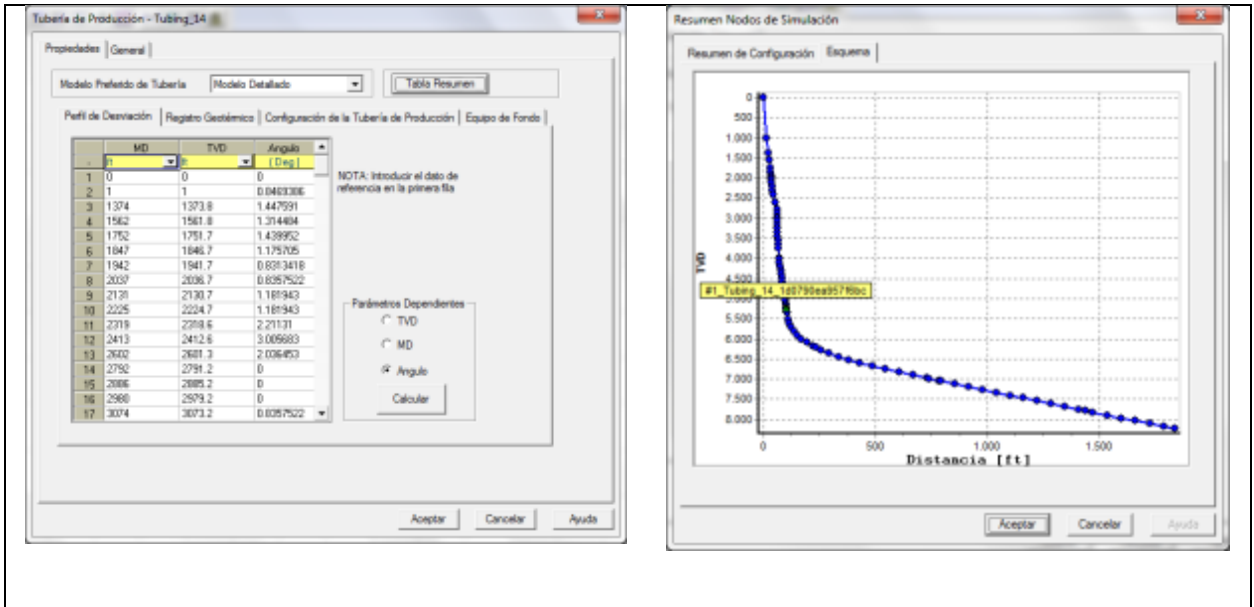 Tubería de Producción - Tubing_14
Propiedades General
Modelo Preferido de Tubería Modelo Detallado Tabla Resumen
Perfil de Desviación Registro Geotérmico Configuración de la Tubería de Producción Equipo de Fondo
MD TVD Angulo
ft ft (Deg)
1 0 0 0
2 1 1
3 1374 1373.8 1.447591
4 1562 1561.8 1.314404
5 1752 1751.7 1.439952
6 1847 1846.7 1.175705
7 1942 1941.7 0.8313418
8 2037 2036.7 0.8357522
9 2131 2130.7 1.181943
10 2225 2224.7 1.181943
11 2319 2318.6 2.21131
12 2413 2412.6 3.005683
13 2602 2601.3 2.036453
14 2792 2791.2 0
15 2886 2885.2 0
16 2980 2979.2 0
17 3074 3073.2 0.8357522
NOTA: Introducir el dato de
referencia en la primera fila
Parámetros Dependientes
TVD
MD
Angulo
Calcular
Aceptar Cancelar Ayuda
Resumen Nodos de Simulación
Resumen de Configuración Esquema
0
500
1.000
1.500
2.000
2.500
3.000
3.500
4.000
4.500
5.000
5.500
6.000
6.500
7.000
7.500
8.000
TVD
0 500 1.000 1.500
Distancia [ft]
Aceptar Cancelar Ayuda